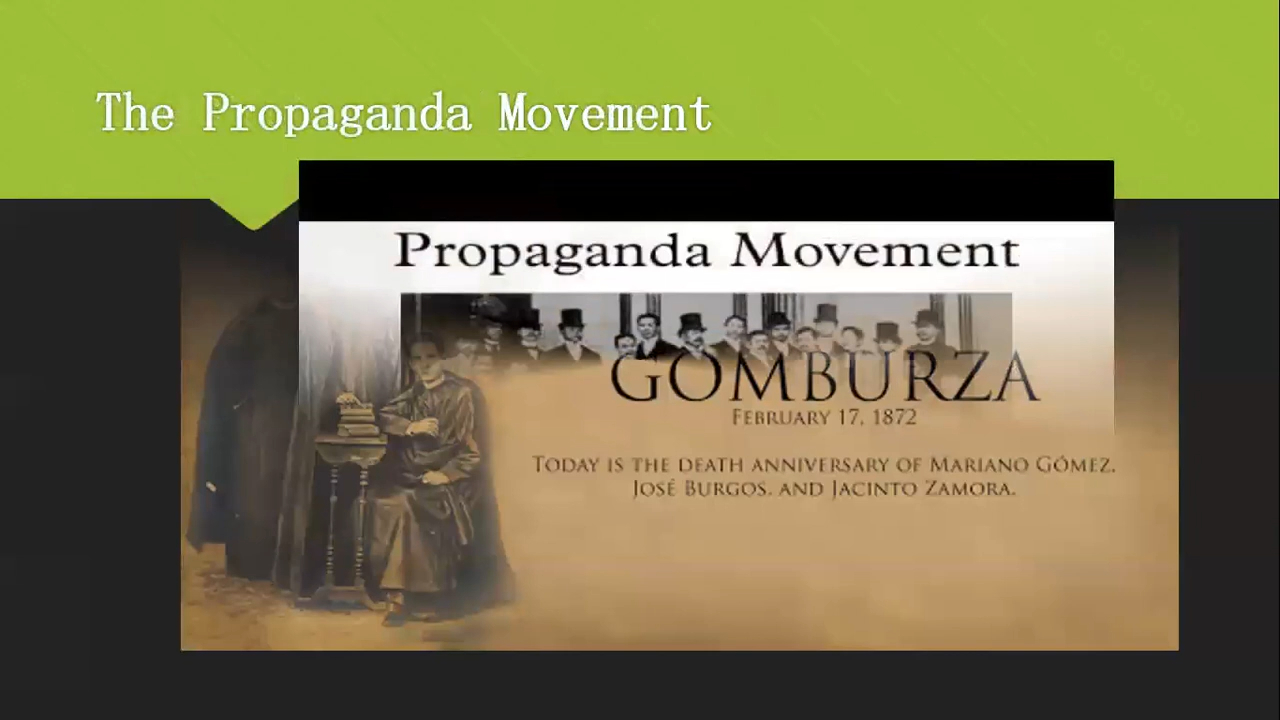 The Propaganda Movement
Propaganda Movement
GOMBURZA
FEBRUARY 17, 1872
TODAY IS THE DEATH ANNIVERSARY OF MARIANO GÓMEZ,
JOSÉ BURGOS, AND JACINTO ZAMORA.